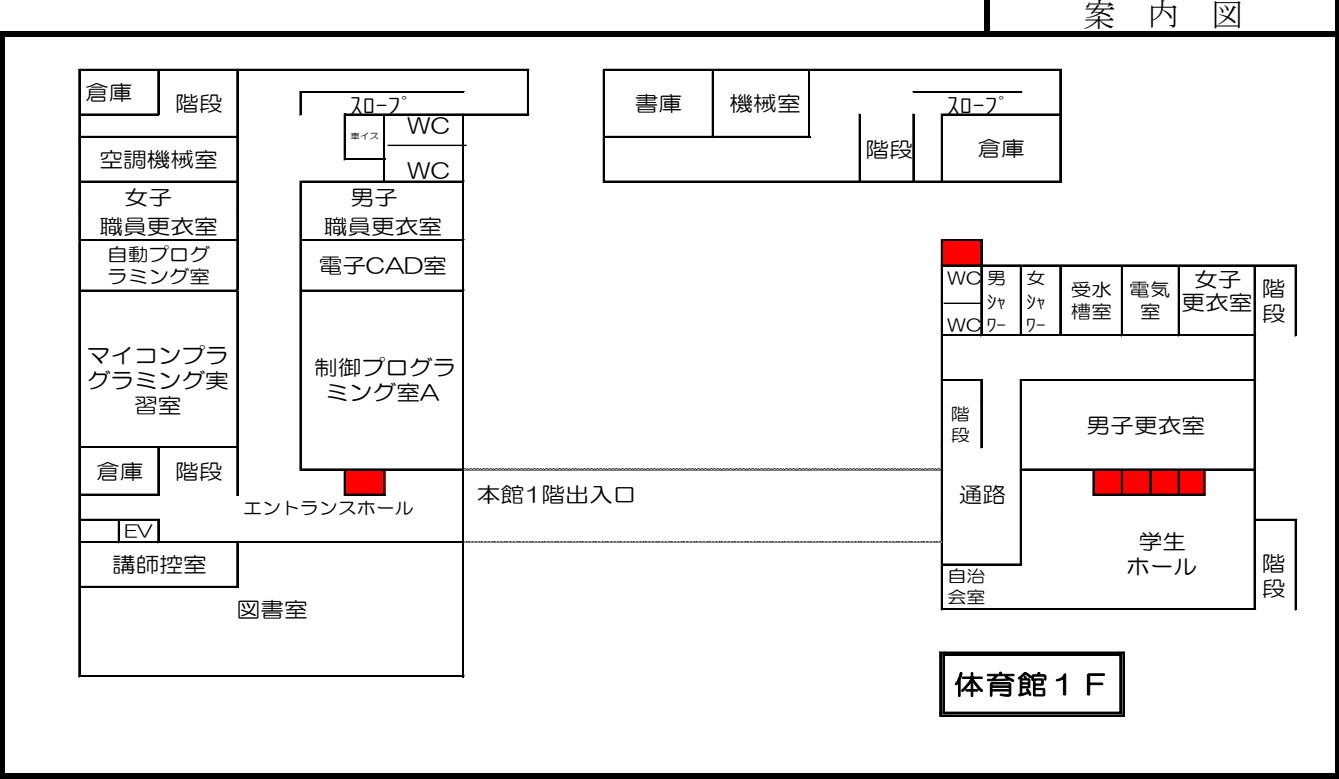 案 内 図
倉庫
階段
ｽﾛｰﾌﾟ
車イス
WC
WC
空調機械室
女子
職員更衣室
男子
職員更衣室
自動プログ
ラミング室
電子CAD室
マイコンプラ
グラミング実
習室
制御プログラ
ミング室A
倉庫
階段
エントランスホール
EV
講師控室
図書室
本館1階出入口
書庫
機械室
階段
ｽﾛｰﾌﾟ
倉庫
WC
WC
男
ｼｬ
ﾜｰ
女
ｼｬ
ﾜｰ
受水
槽室
電気
室
女子
更衣室
階
段
階
段
男子更衣室
通路
学生
ホール
自治
会室
階
段
体育館１Ｆ